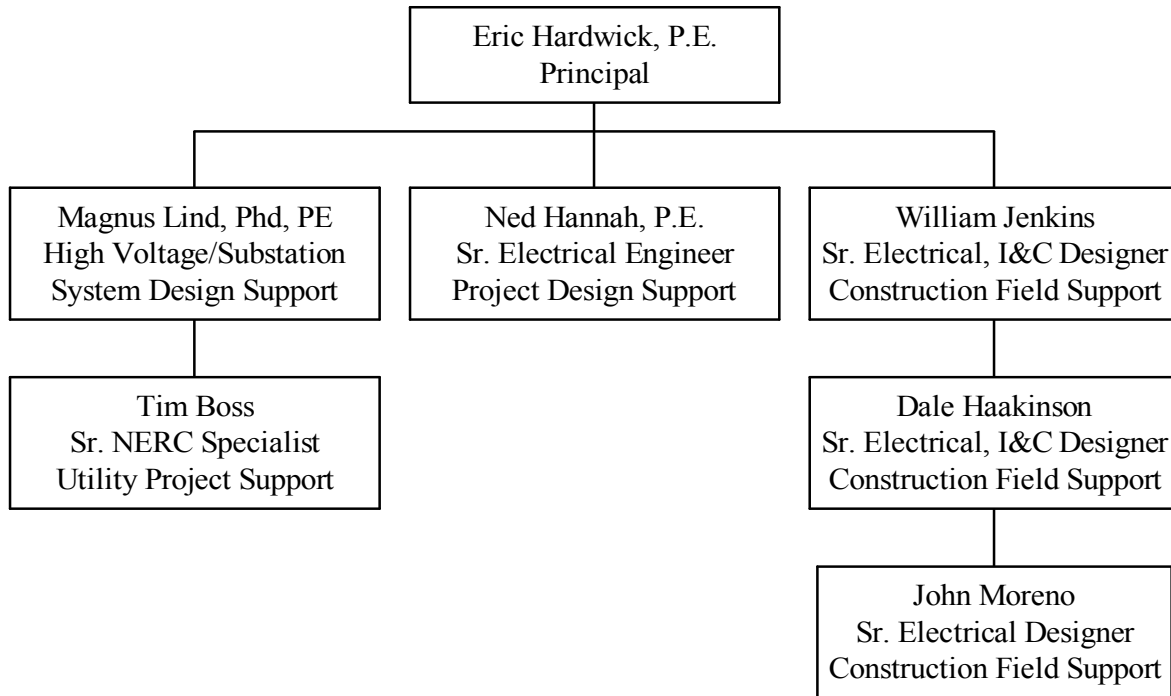 Eric Hardwick, P.E.
Principal
Magnus Lind, Phd, PE
High Voltage/Substation
System Design Support
Ned Hannah, P.E.
Sr. Electrical Engineer
Project Design Support
William Jenkins
Sr. Electrical, I&C Designer
Construction Field Support
Tim Boss
Sr. NERC Specialist
Utility Project Support
Dale Haakinson
Sr. Electrical, I&C Designer
Construction Field Support
John Moreno
Sr. Electrical Designer
Construction Field Support